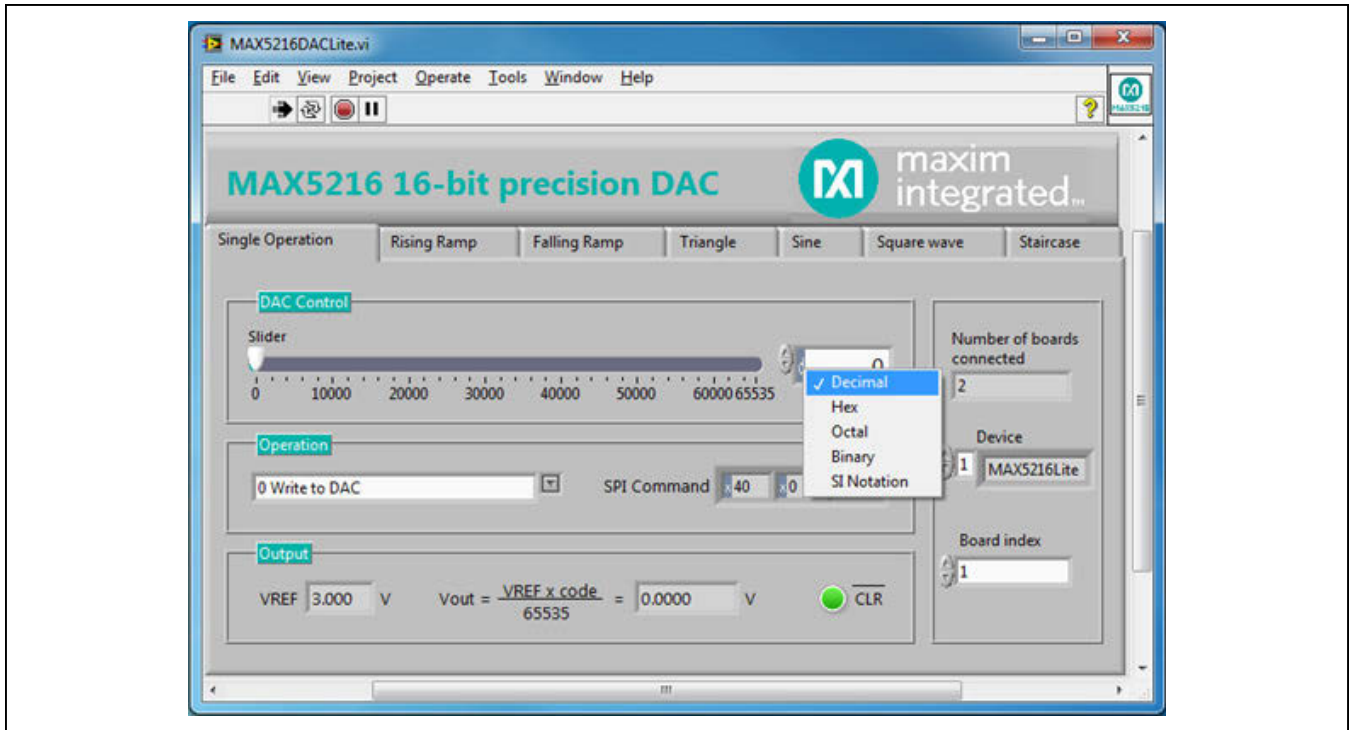 MAX5216DACLite.vi
File Edit View Project Operate Tools Window Help
MAX5216 16-bit precision DAC
maxim
integrated™
Single Operation Rising Ramp Falling Ramp Triangle Sine Square wave Staircase
DAC Control
Slider
0 10000 20000 30000 40000 50000 60000 65535
0
Decimal
Hex
Octal
Binary
SI Notation
Number of boards
connected
2
Device
1 MAX5216Lite
Board index
1
Operation
0 Write to DAC
SPI Command x 40 x 0
Output
VREF 3.000 V Vout = VREF x code = 0.0000 V CLR
65535